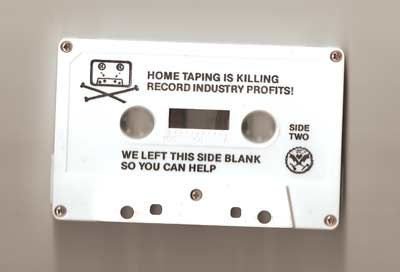 HOME TAPING IS KILLING
RECORD INDUSTRY PROFITS!
SIDE
TWO
WE LEFT THIS SIDE BLANK
SO YOU CAN HELP